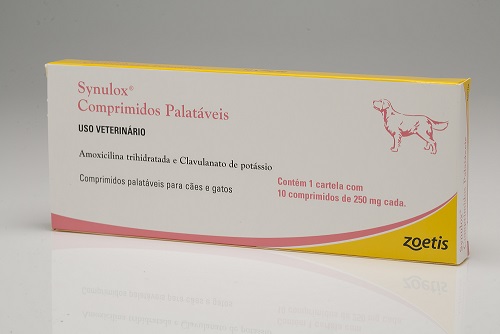 Synulox®
Comprimidos Palatáveis
USO VETERINÁRIO
Amoxicilina trihidratada e Clavulanato de potássio
Comprimidos palatáveis para cães e gatos
Contém 1 cartela com
10 comprimidos de 250 mg cada.
zoetis